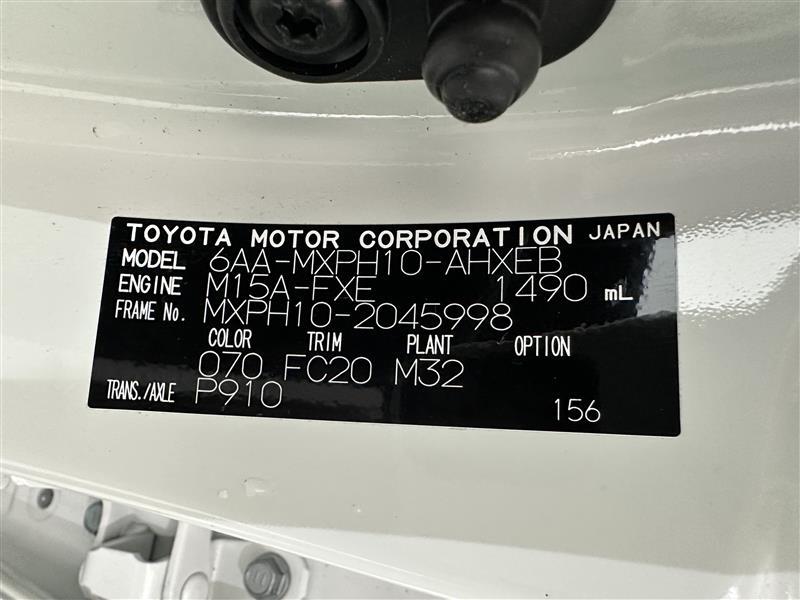 TOYOTA MOTOR CORPORATION JAPAN
MODEL 6AA-MXPH10-AHXEB
ENGINE M15A-FXE 1490 mL
FRAME No. MXPH10-2045998
COLOR TRIM PLANT OPTION
070 FC20 M32
TRANS./AXLE P910
156